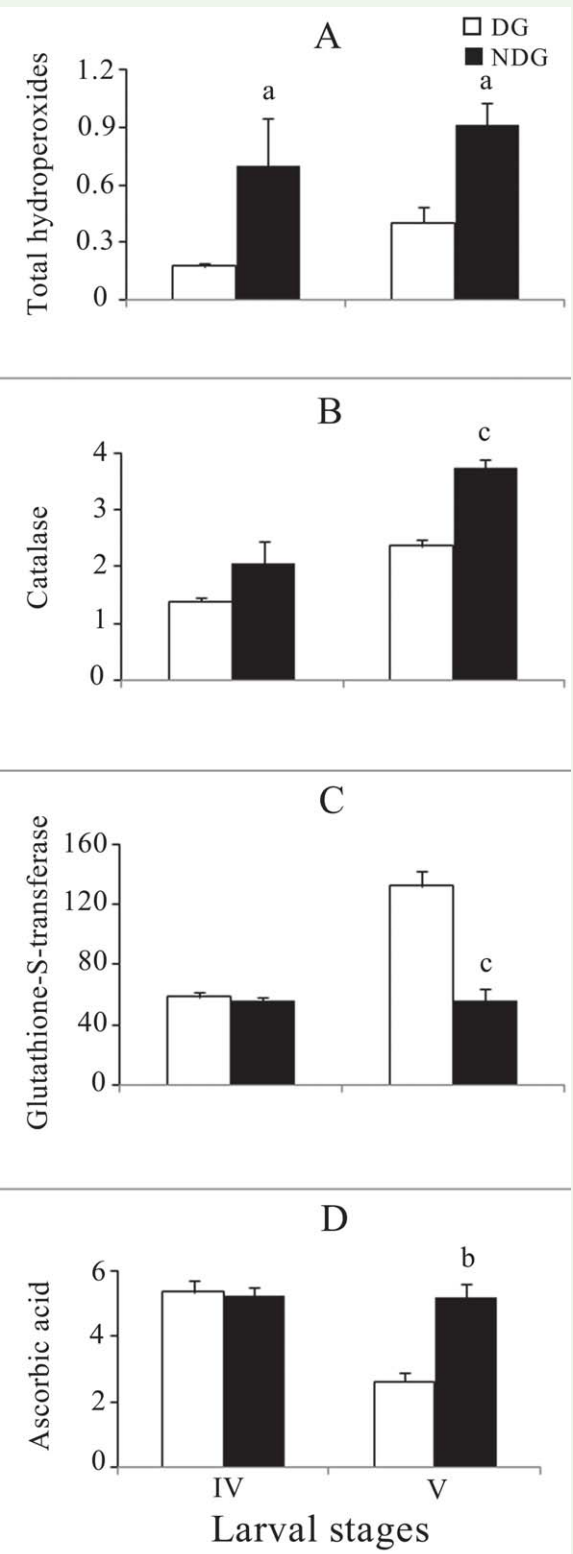 A
DG
NDG
Total hydroperoxides
1.2
0.9
0.6
0.3
0
a
a
B
Catalase
4
3
2
1
0
c
C
Glutathione-S-transferase
160
120
80
40
0
c
D
Ascorbic acid
6
4
2
0
b
IV V
Larval stages